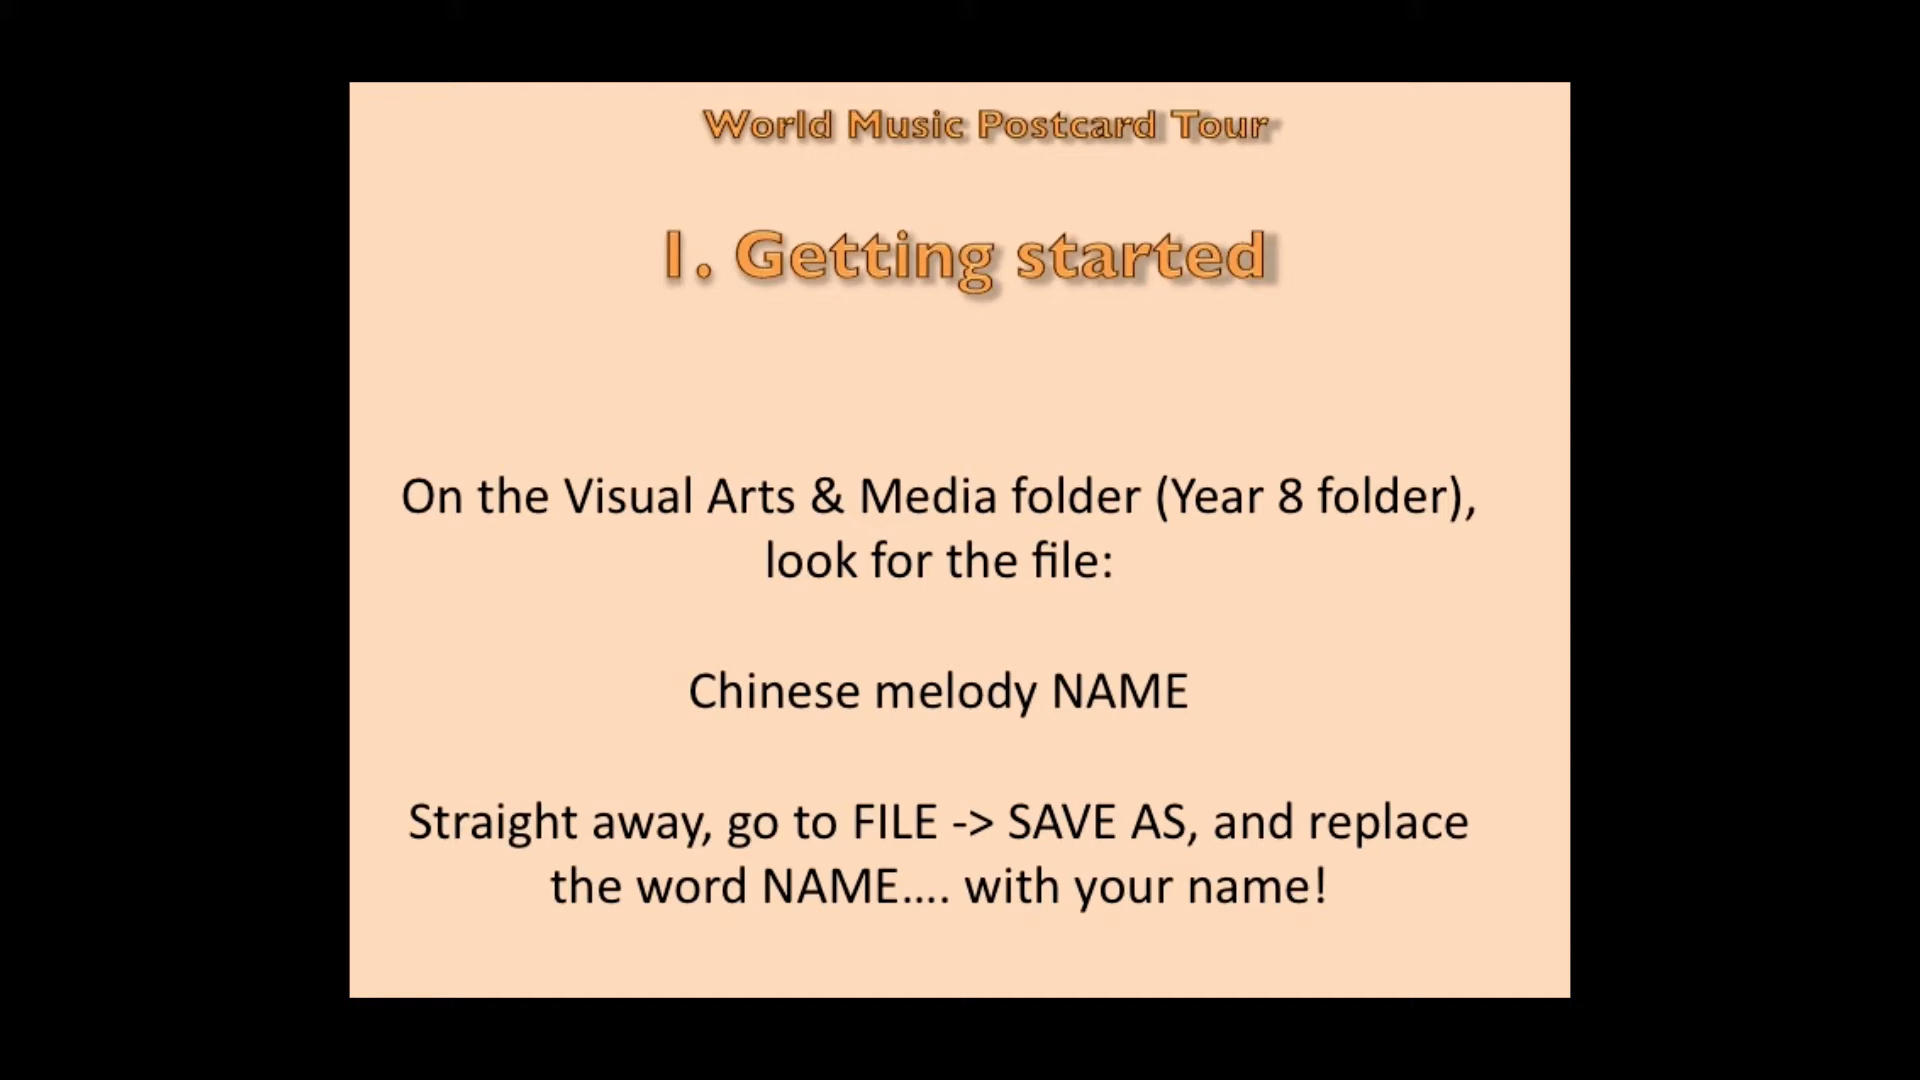 World Music Postcard Tour
1. Getting started
On the Visual Arts & Media folder (Year 8 folder),
look for the file:
Chinese melody NAME
Straight away, go to FILE -> SAVE AS, and replace
the word NAME.... with your name!